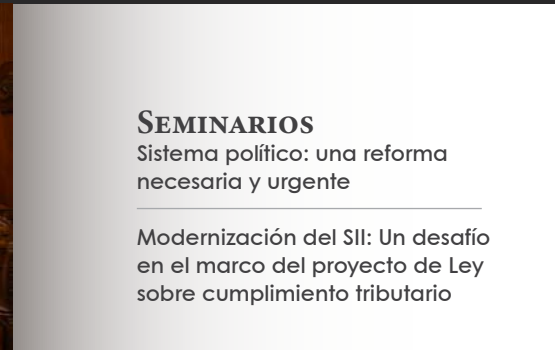 SEMINARIOS
Sistema político: una reforma
necesaria y urgente
Modernización del SII: Un desafío
en el marco del proyecto de Ley
sobre cumplimiento tributario